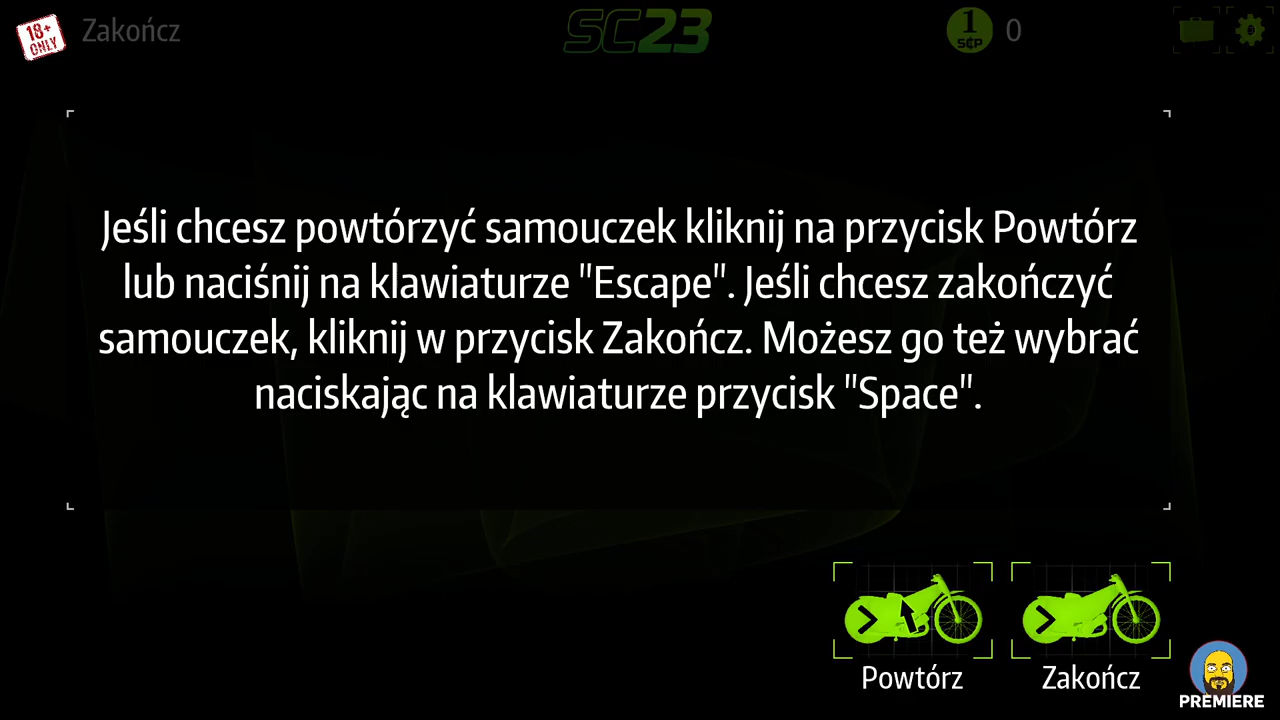 18+
ONLY
Zakończ
SC23
1
SCP
0
Jeśli chcesz powtórzyć samouczek kliknij na przycisk Powtórz
lub naciśnij na klawiaturze "Escape". Jeśli chcesz zakończyć
samouczek, kliknij w przycisk Zakończ. Możesz go też wybrać
naciskając na klawiaturze przycisk "Space".
Powtórz
Zakończ
PREMIERE